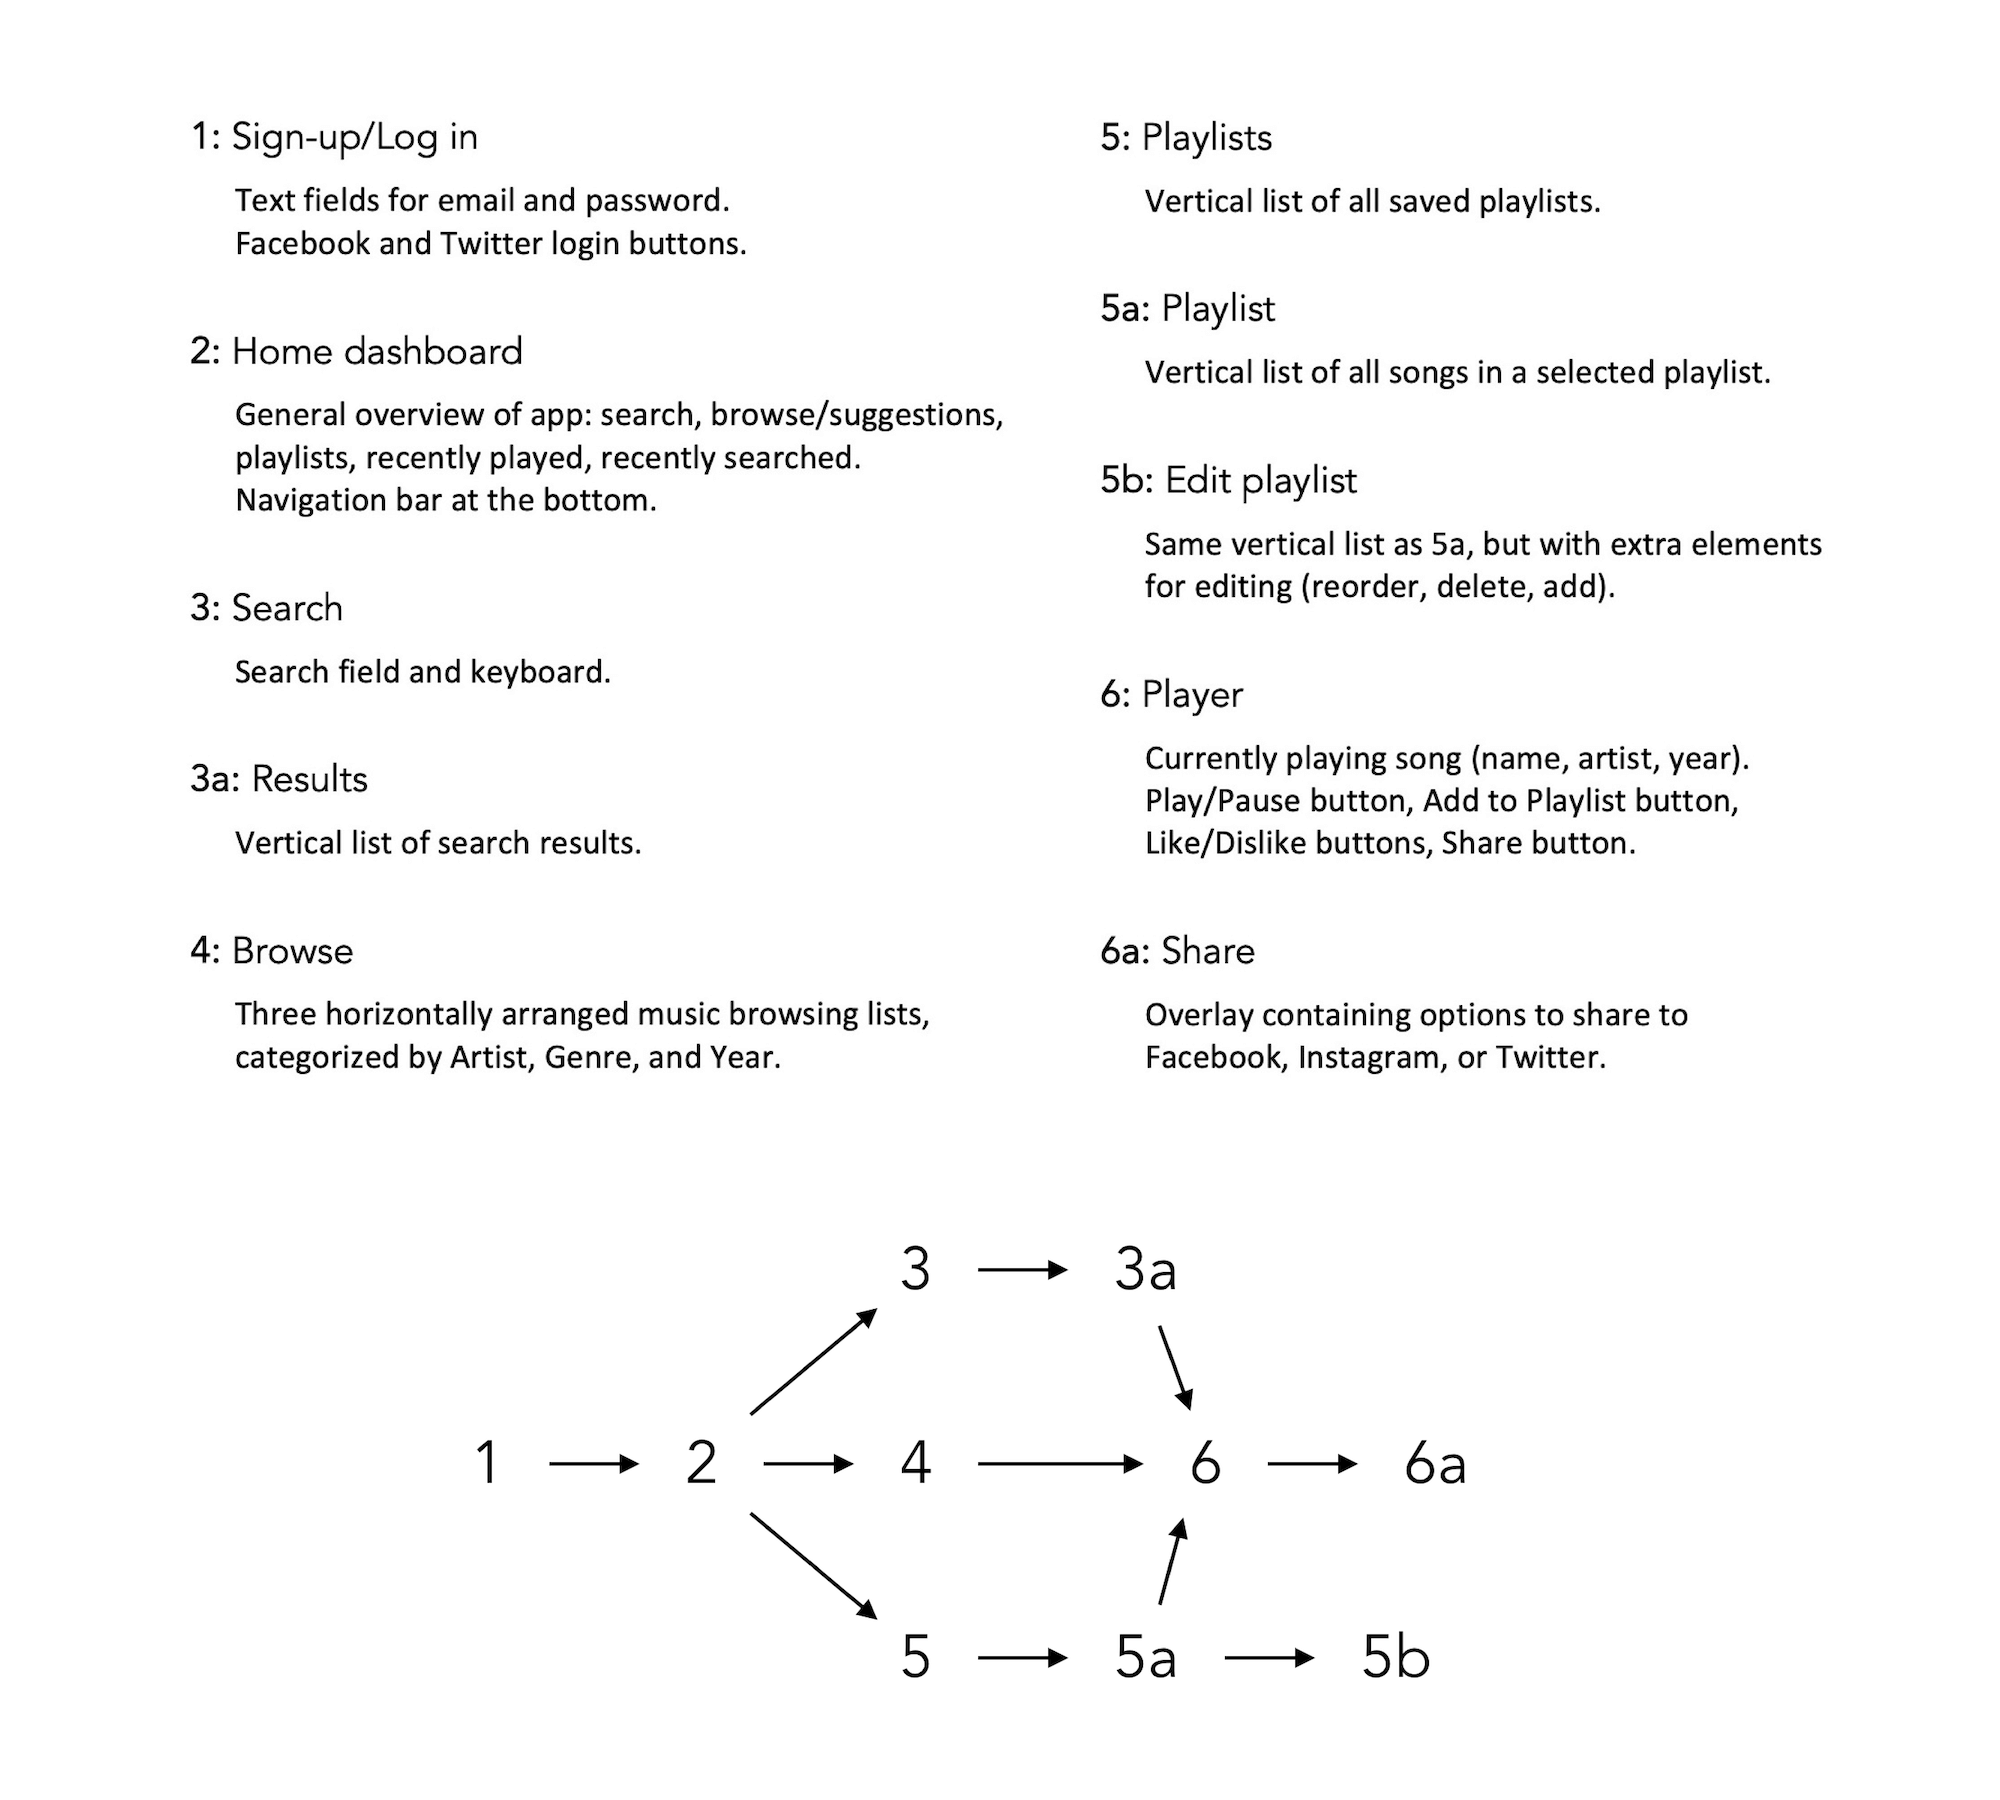 1: Sign-up/Log in
Text fields for email and password.
Facebook and Twitter login buttons.
2: Home dashboard
General overview of app: search, browse/suggestions,
playlists, recently played, recently searched.
Navigation bar at the bottom.
3: Search
Search field and keyboard.
3a: Results
Vertical list of search results.
4: Browse
Three horizontally arranged music browsing lists,
categorized by Artist, Genre, and Year.
5: Playlists
Vertical list of all saved playlists.
5a: Playlist
Vertical list of all songs in a selected playlist.
5b: Edit playlist
Same vertical list as 5a, but with extra elements
for editing (reorder, delete, add).
6: Player
Currently playing song (name, artist, year).
Play/Pause button, Add to Playlist button,
Like/Dislike buttons, Share button.
6a: Share
Overlay containing options to share to
Facebook, Instagram, or Twitter.
3 3a
1 2 4 6 6a
5 5a 5b